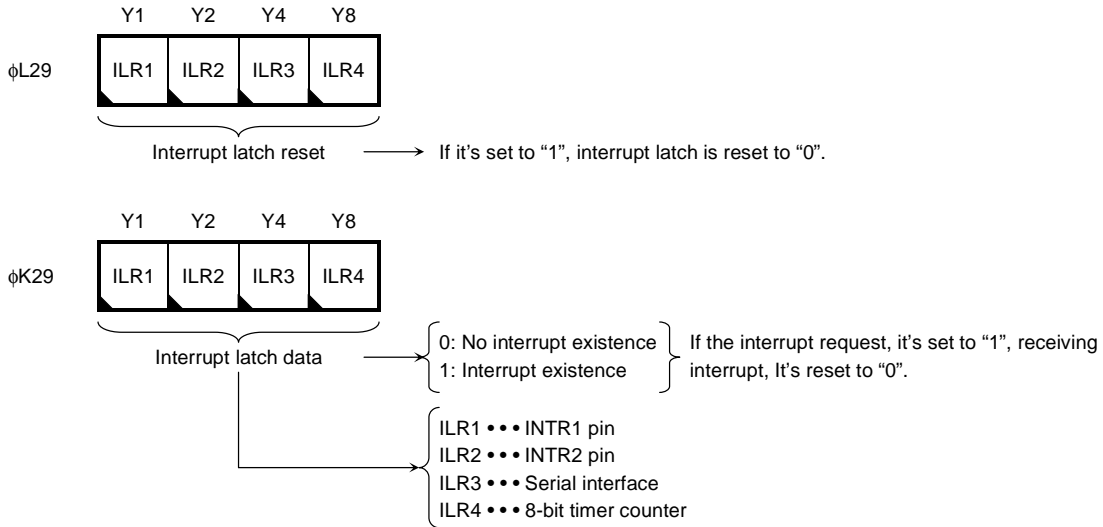 Y1 Y2 Y4 Y8
ϕL29 ILR1 ILR2 ILR3 ILR4
Interrupt latch reset If it’s set to “1”, interrupt latch is reset to “0”.
Y1 Y2 Y4 Y8
ϕK29 ILR1 ILR2 ILR3 ILR4
Interrupt latch data
0: No interrupt existence
1: Interrupt existence
If the interrupt request, it’s set to “1”, receiving
interrupt, It’s reset to “0”.
ILR1 • • • INTR1 pin
ILR2 • • • INTR2 pin
ILR3 • • • Serial interface
ILR4 • • • 8-bit timer counter